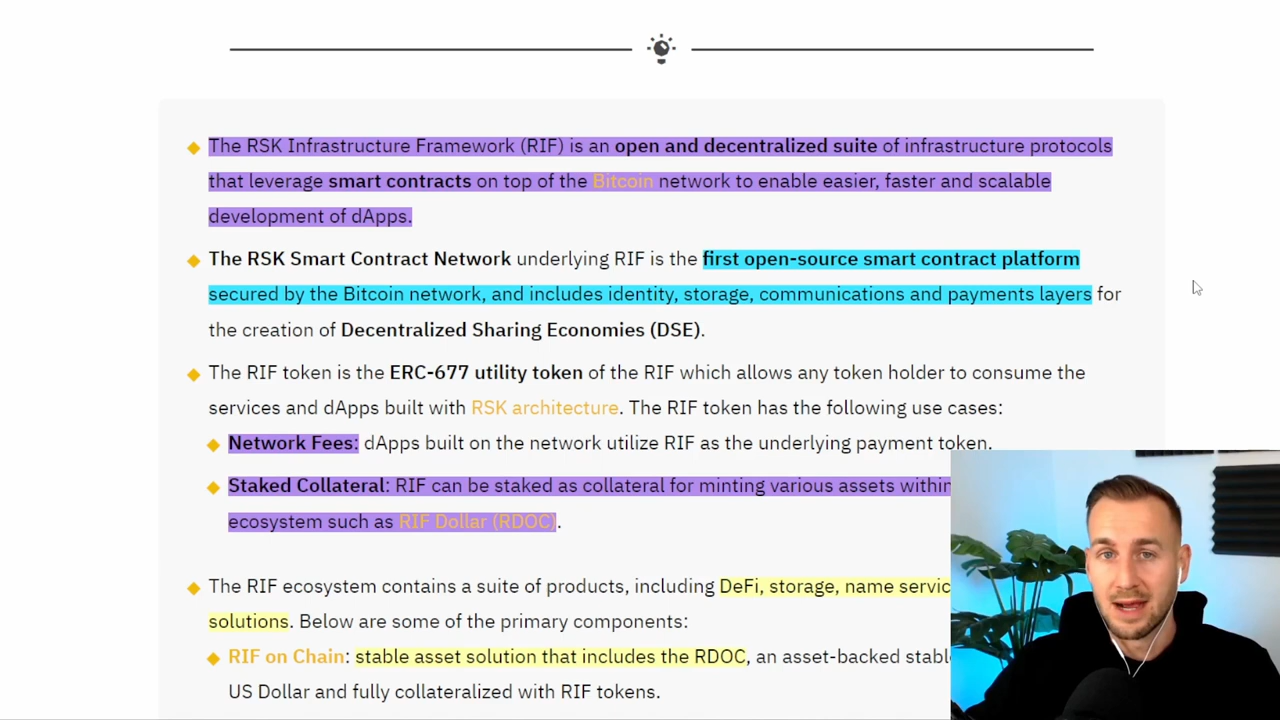 The RSK Infrastructure Framework (RIF) is an open and decentralized suite of infrastructure protocols
that leverage smart contracts on top of the Bitcoin network to enable easier, faster and scalable
development of dApps.
The RSK Smart Contract Network underlying RIF is the first open-source smart contract platform
secured by the Bitcoin network, and includes identity, storage, communications and payments layers for
the creation of Decentralized Sharing Economies (DSE).
The RIF token is the ERC-677 utility token of the RIF which allows any token holder to consume the
services and dApps built with RSK architecture. The RIF token has the following use cases:
Network Fees: dApps built on the network utilize RIF as the underlying payment token.
Staked Collateral: RIF can be staked as collateral for minting various assets within
ecosystem such as RIF Dollar (RDOC).
The RIF ecosystem contains a suite of products, including DeFi, storage, name servic
solutions. Below are some of the primary components:
RIF on Chain: stable asset solution that includes the RDOC, an asset-backed stabl
US Dollar and fully collateralized with RIF tokens.